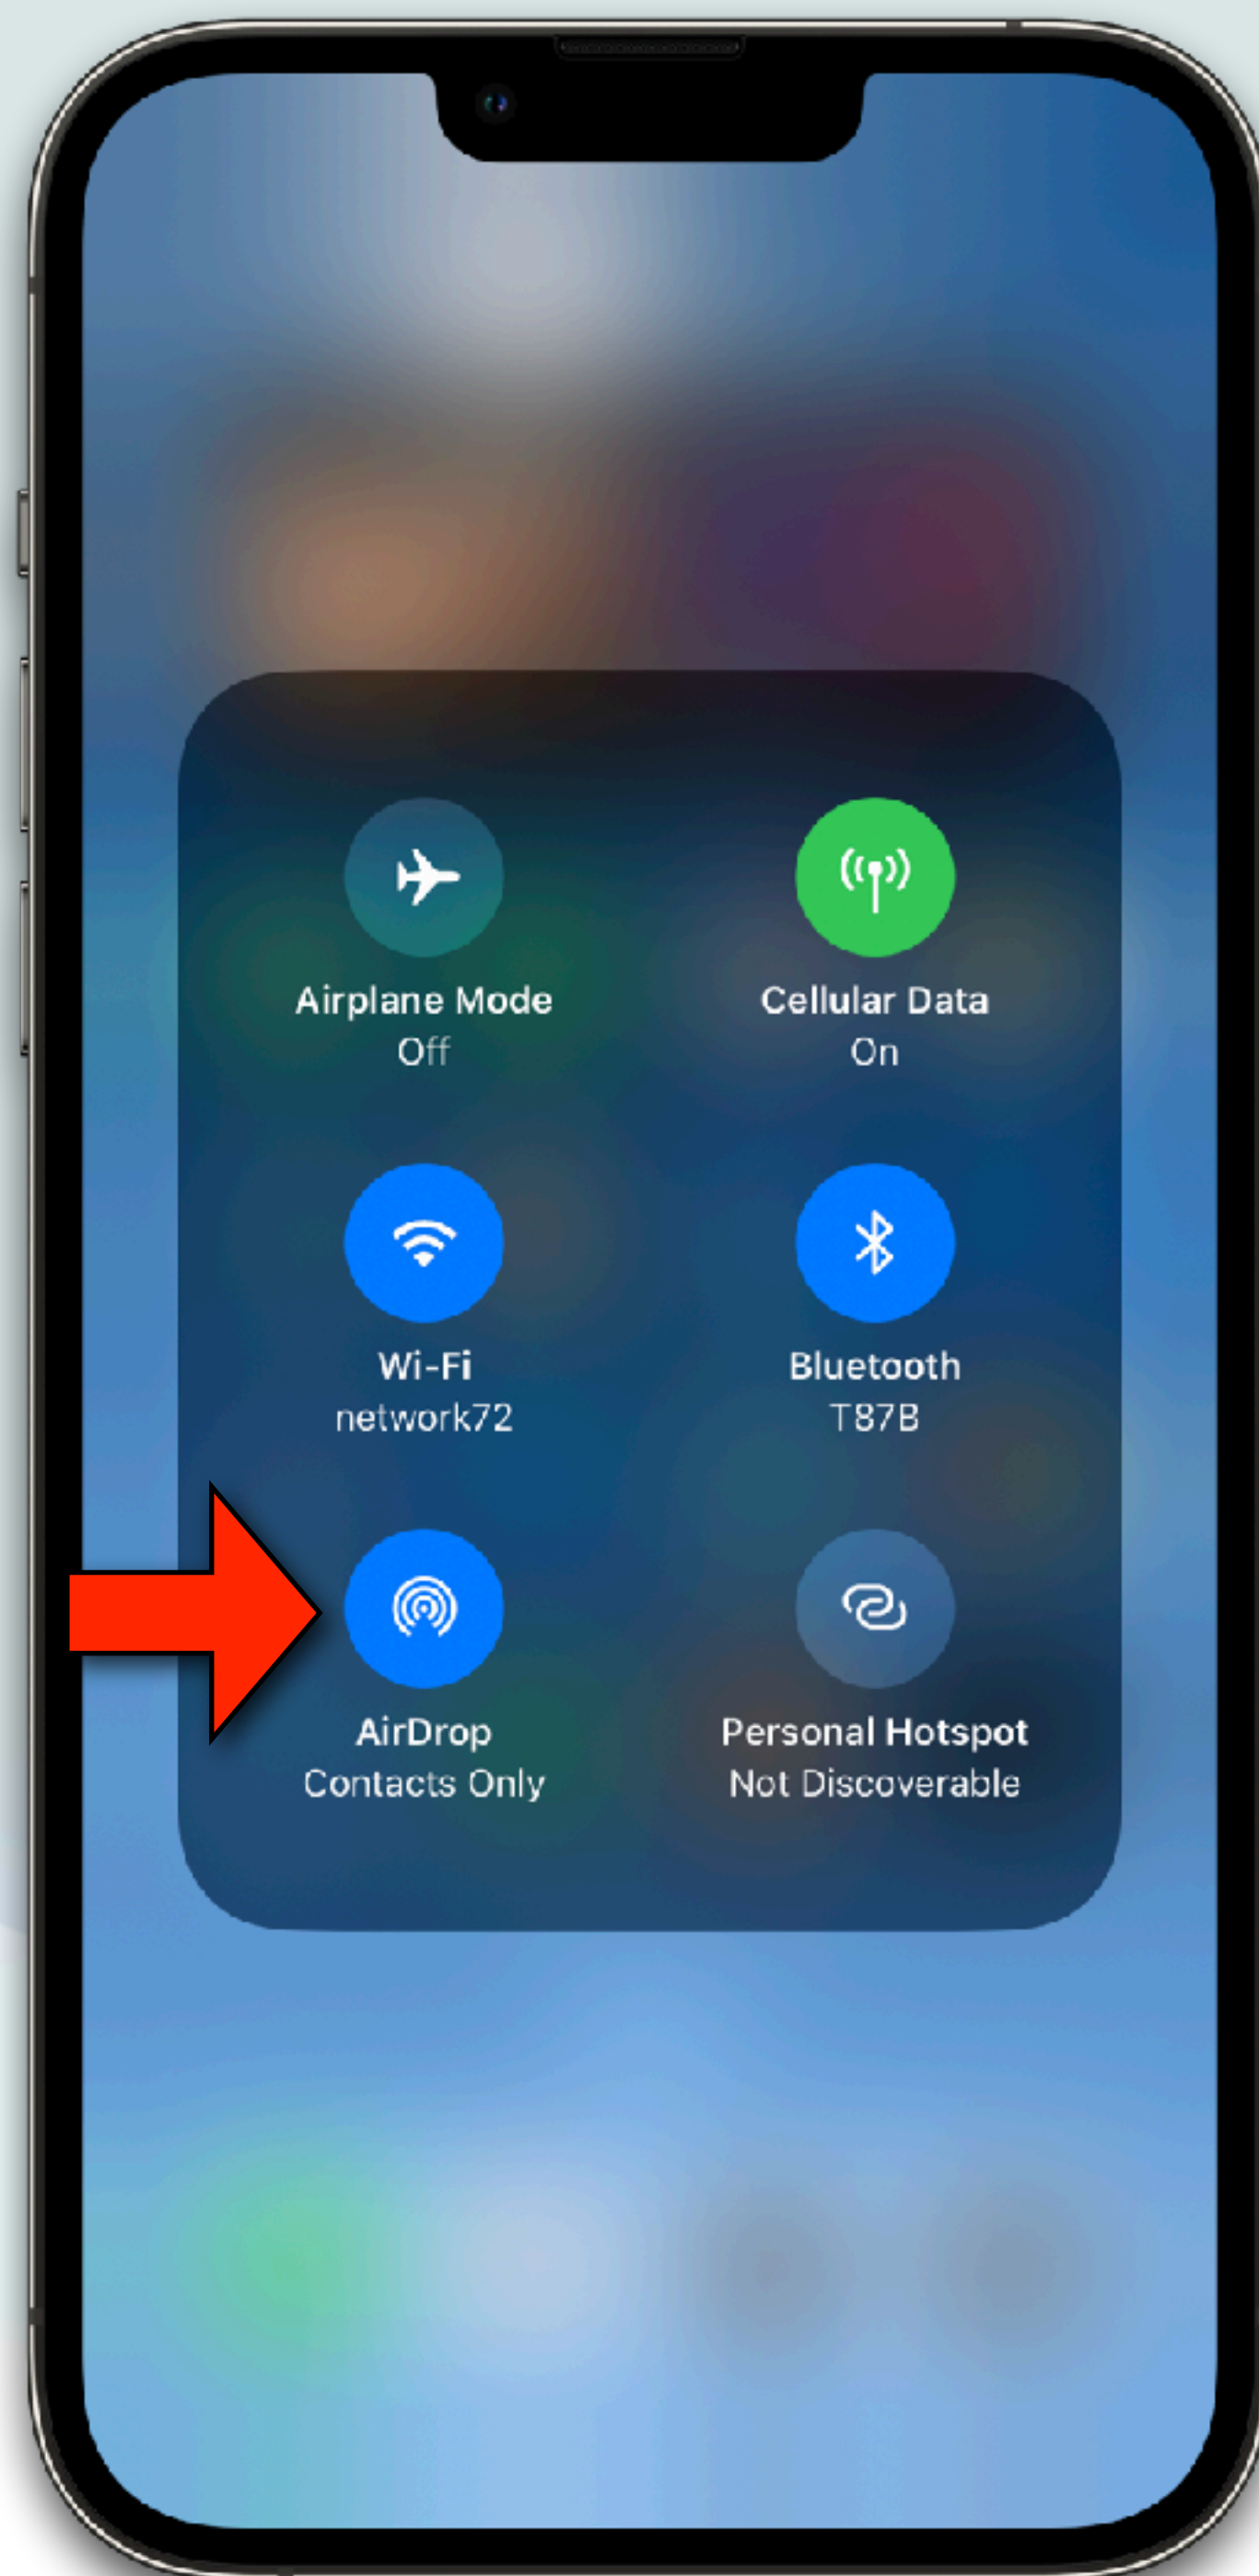 Airplane Mode
Off
Cellular Data
On
Wi-Fi
network72
Bluetooth
T87B
AirDrop
Contacts Only
Personal Hotspot
Not Discoverable